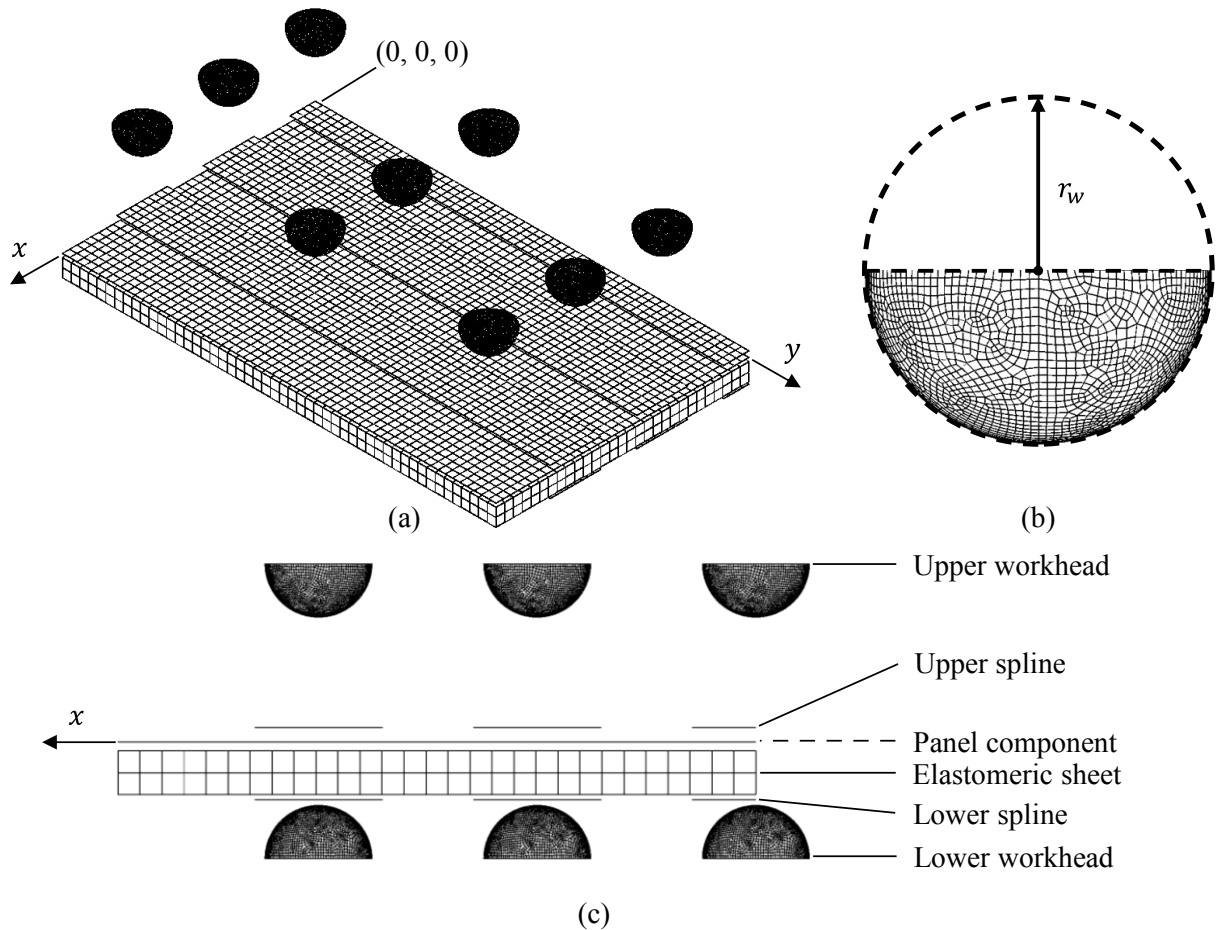 (0, 0, 0)
x
y
(a)
r_w
(b)
Upper workhead
Upper spline
x
Panel component
Elastomeric sheet
Lower spline
Lower workhead
(c)